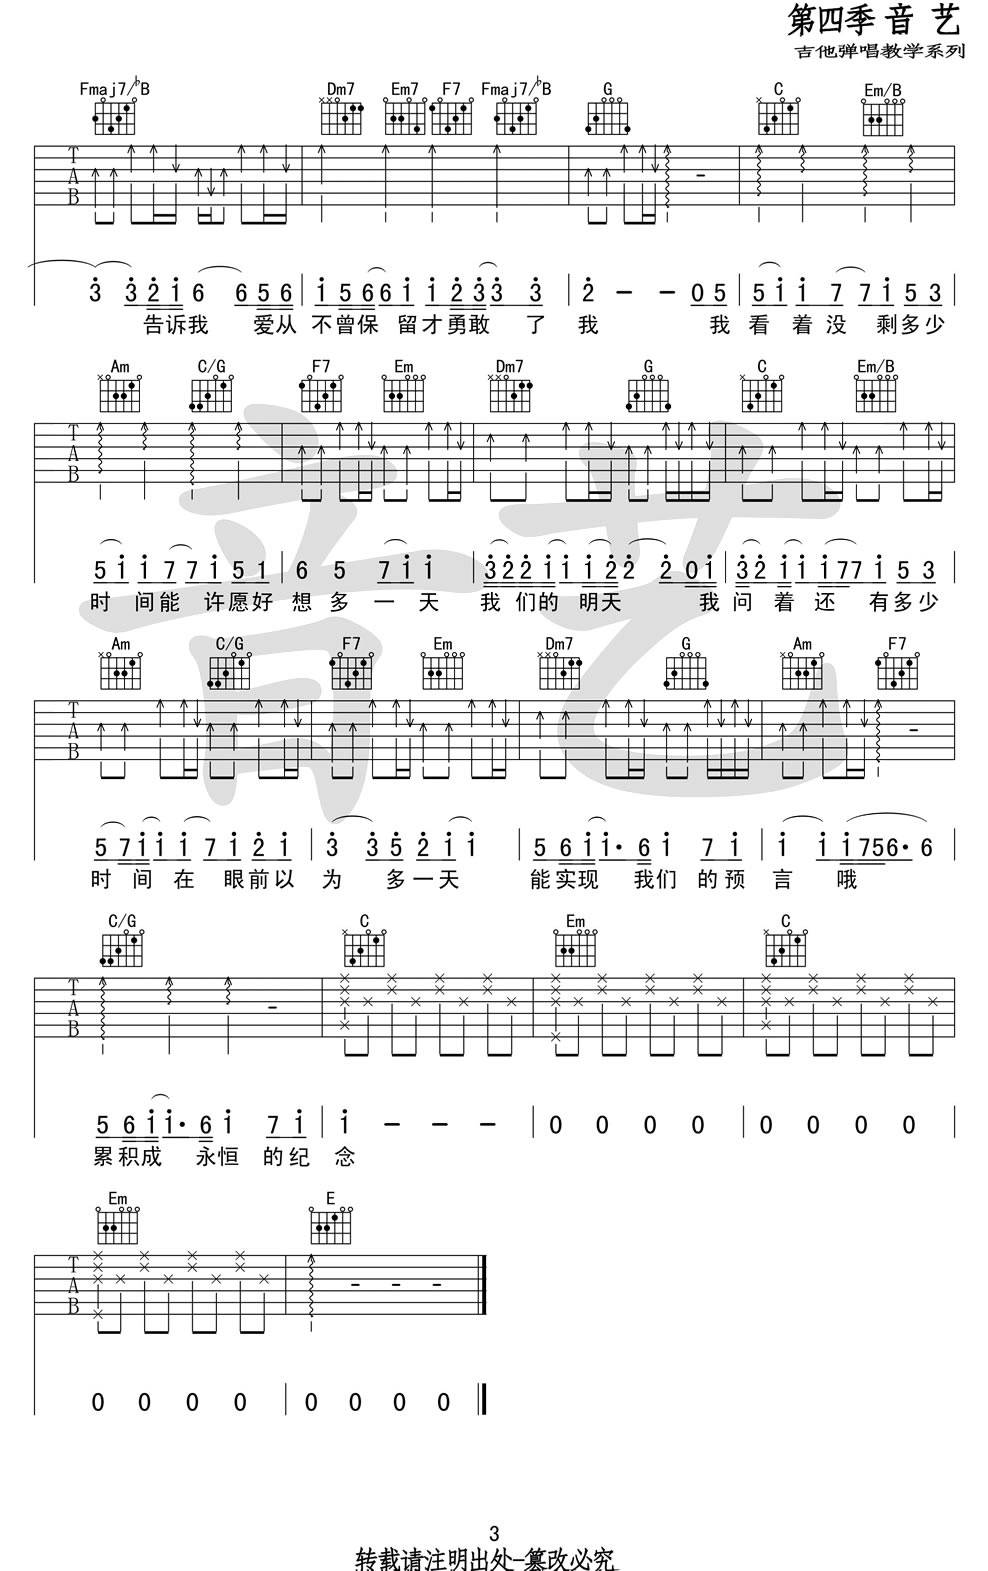 第四季 音 艺
吉他弹唱教学系列
Fmaj7/♭B Dm7 Em7 F7 Fmaj7/♭B G C Em/B
T
A
B
3 3 2 1 6 6 5 6 1 5 6 6 1 1 2 3 3 3 2 - - 0 5 5 1 1 7 7 1 5 3
告诉我 爱从 不曾保 留才勇敢 了 我 我 看 着 没 剩多少
Am C/G F7 Em Dm7 G C Em/B
T
A
B
5 1 1 7 7 1 5 1 6 5 7 1 1 3 2 2 1 1 1 2 2 2 0 1 3 2 1 1 1 7 7 1 5 3
时 间能 许愿好 想 多 一 天 我 们的 明天 我 问 着 还 有多少
Am C/G F7 Em Dm7 G Am F7
T
A
B
5 7 1 1 1 7 1 2 1 3 3 5 2 1 1 5 6 1 1· 6 1 7 1 1 1 1 7 5 6· 6
时 间 在 眼前以 为 多一天 能实现 我们 的 预 言 哦
C/G C Em C
T
A
B
5 6 1 1· 6 1 7 1 1 - - - 0 0 0 0 0 0 0 0
累积成 永恒 的纪 念
Em E
T
A
B
0 0 0 0 0 0 0 0
3
转载请注明出处-篡改必究